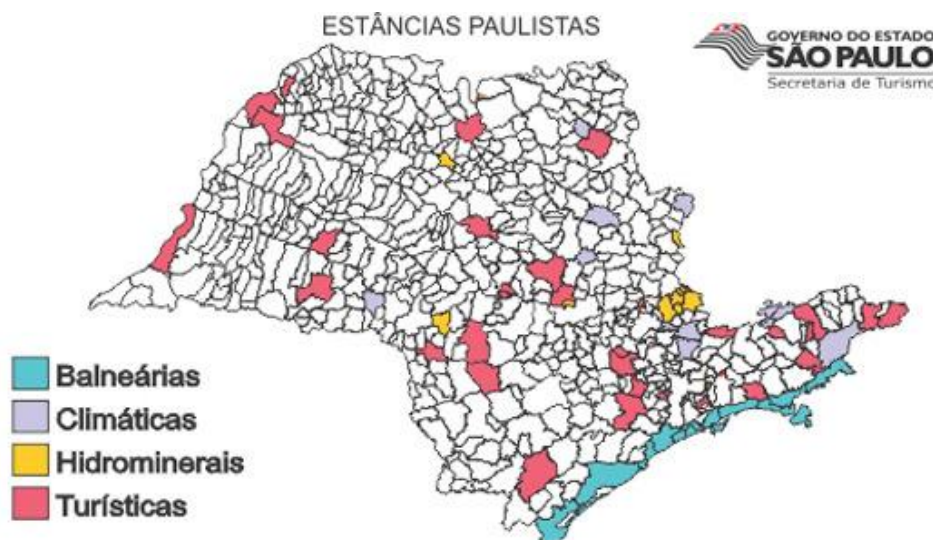 ESTÂNCIAS PAULISTAS
GOVERNO DO ESTADO
SÃO PAULO
Secretaria de Turismo
Balneárias
Climáticas
Hidrominerais
Turísticas